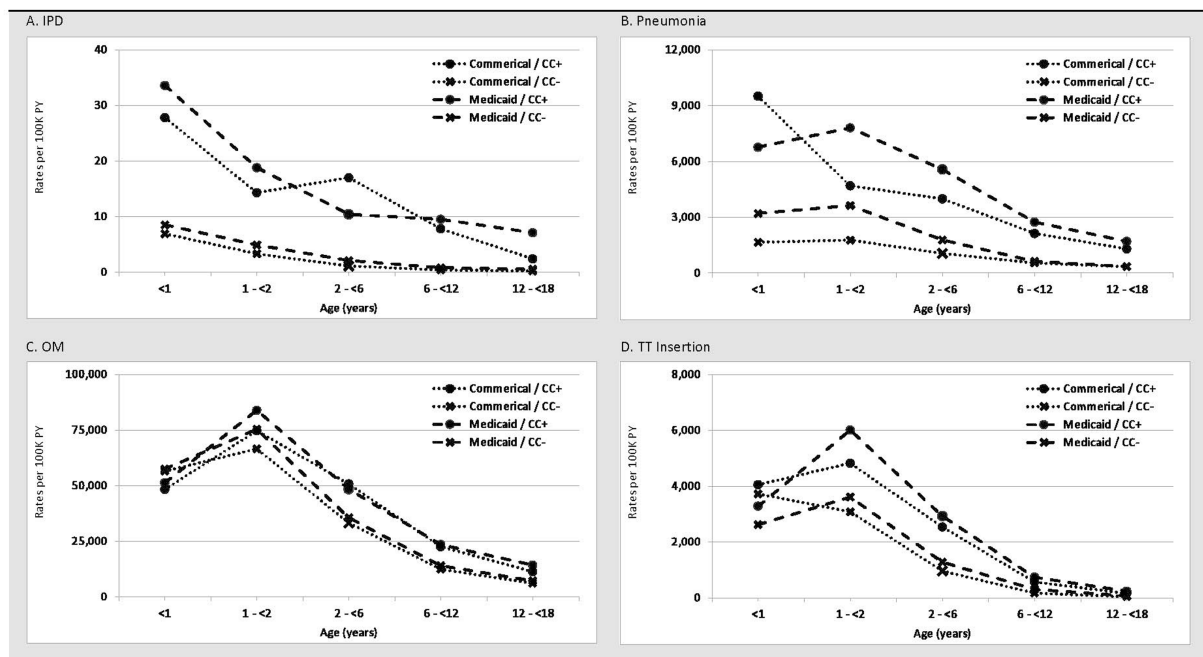 A. IPD
40
30
20
10
0
Rates per 100K PY
Commerical / CC+
Commerical / CC-
Medicaid / CC+
Medicaid / CC-
<1
1 - <2
2 - <6
6 - <12
12 - <18
Age (years)
B. Pneumonia
12,000
9,000
6,000
3,000
0
Rates per 100K PY
Commerical / CC+
Commerical / CC-
Medicaid / CC+
Medicaid / CC-
<1
1 - <2
2 - <6
6 - <12
12 - <18
Age (years)
C. OM
100,000
75,000
50,000
25,000
0
Rates per 100K PY
Commerical / CC+
Commerical / CC-
Medicaid / CC+
Medicaid / CC-
<1
1 - <2
2 - <6
6 - <12
12 - <18
Age (years)
D. TT Insertion
8,000
6,000
4,000
2,000
0
Rates per 100K PY
Commerical / CC+
Commerical / CC-
Medicaid / CC+
Medicaid / CC-
<1
1 - <2
2 - <6
6 - <12
12 - <18
Age (years)